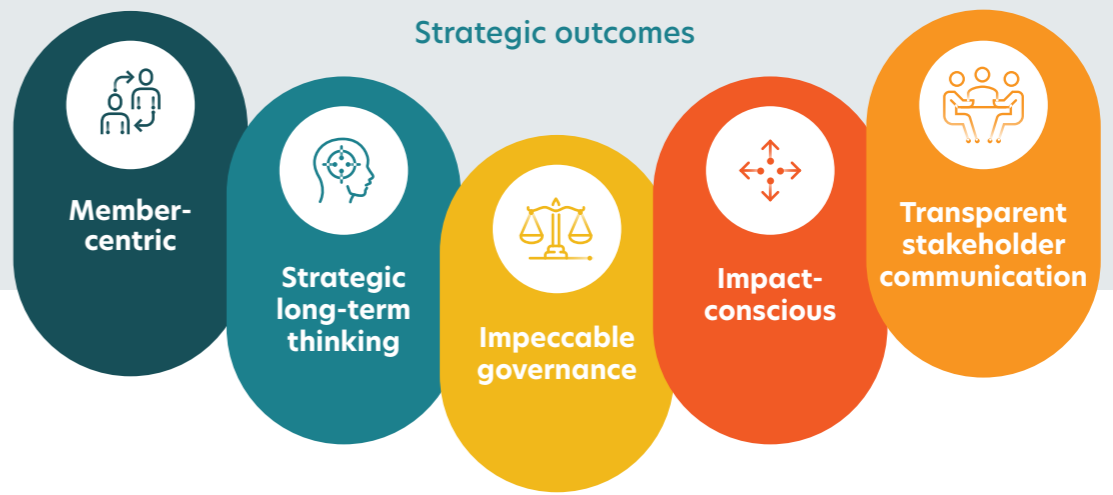 Strategic outcomes
Member-
centric
Strategic
long-term
thinking
Impeccable
governance
Impact-
conscious
Transparent
stakeholder
communication